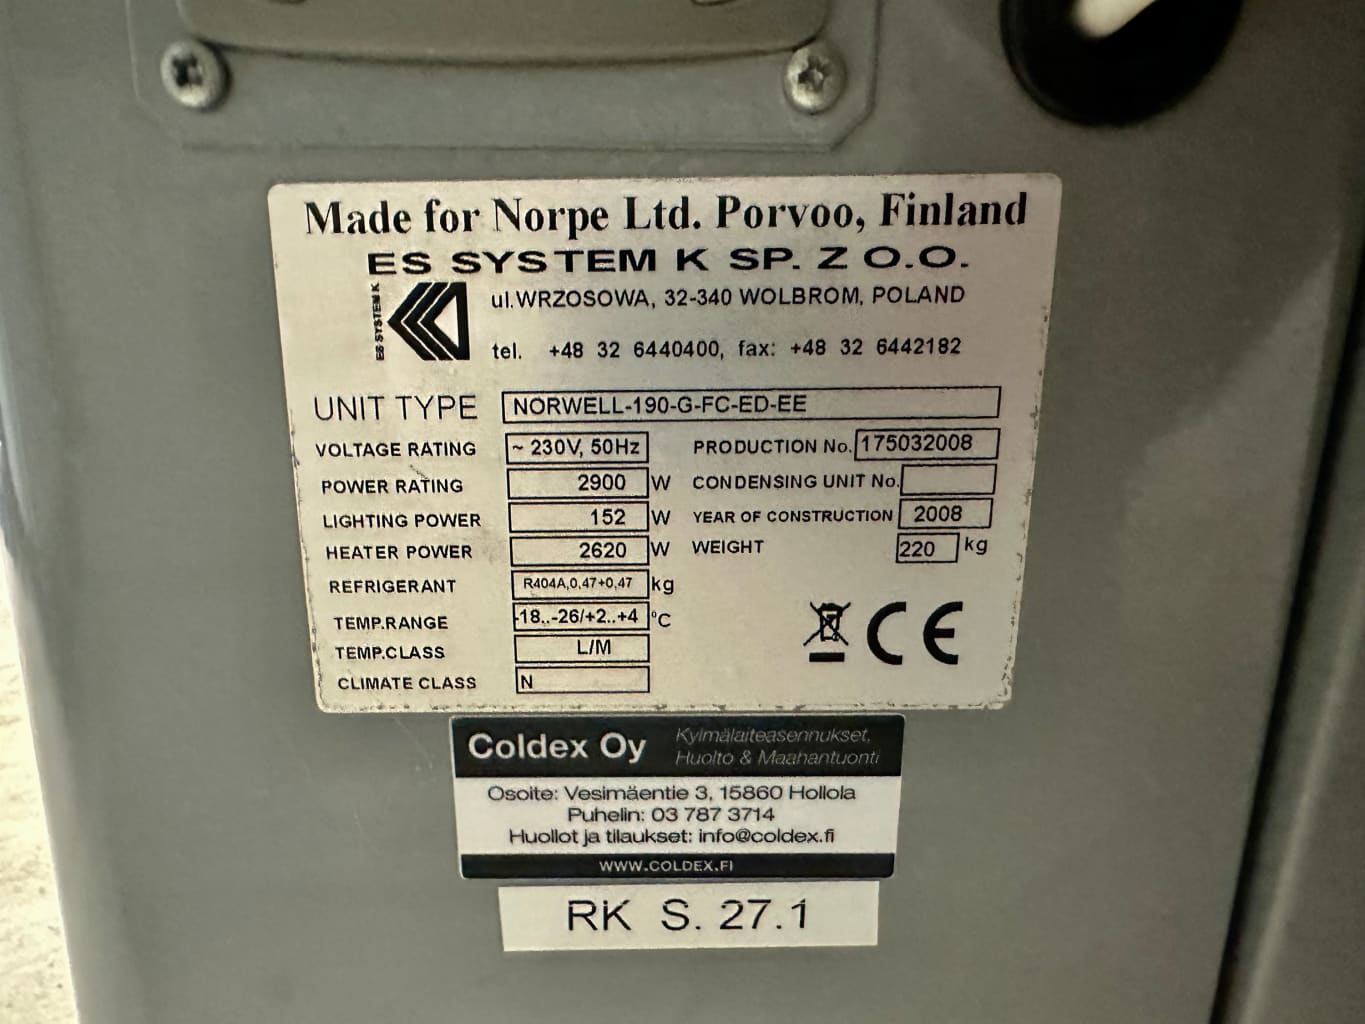 Made for Norpe Ltd. Porvoo, Finland
ES SYSTEM K SP. Z O.O.
ES SYSTEM K
ul.WRZOSOWA, 32-340 WOLBROM, POLAND
tel. +48 32 6440400, fax: +48 32 6442182
UNIT TYPE NORWELL-190-G-FC-ED-EE
VOLTAGE RATING ~ 230V, 50Hz PRODUCTION No. 175032008
POWER RATING 2900 W CONDENSING UNIT No.
LIGHTING POWER 152 W YEAR OF CONSTRUCTION 2008
HEATER POWER 2620 W WEIGHT 220 kg
REFRIGERANT R404A,0,47+0,47 kg
TEMP.RANGE -18..-26/+2..+4 °C
TEMP.CLASS L/M
CLIMATE CLASS N
CE
Coldex Oy Kylmälaiteasennukset,
Huolto & Maahantuonti
Osoite: Vesimäentie 3, 15860 Hollola
Puhelin: 03 787 3714
Huollot ja tilaukset: info@coldex.fi
WWW.COLDEX.FI
RK S. 27.1